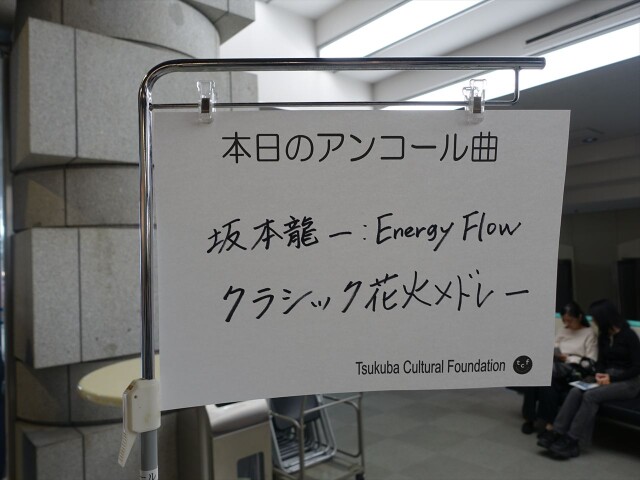 本日のアンコール曲
坂本龍一:Energy Flow
クラシック花火メドレー
Tsukuba Cultural Foundation